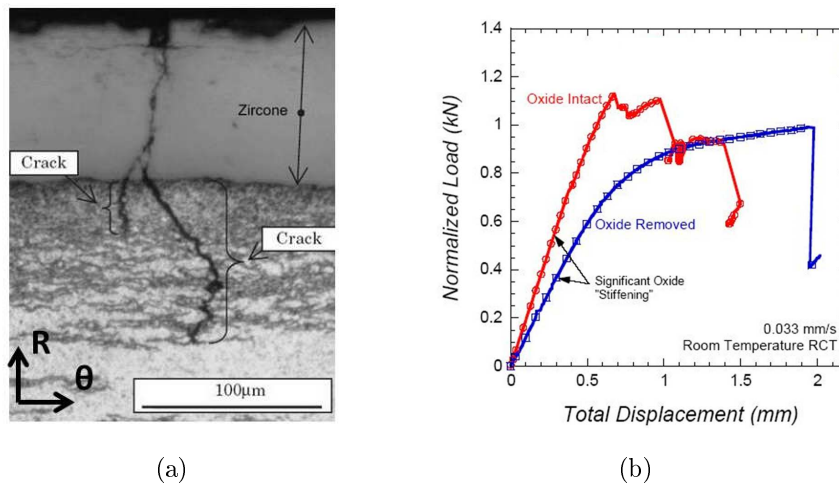 Zircone
Crack
Crack
R
θ
100µm
(a)
1.4
1.2
1
0.8
0.6
0.4
0.2
0
0
0.5
1
1.5
2
Normalized Load (kN)
Total Displacement (mm)
Oxide Intact
Oxide Removed
Significant Oxide
"Stiffening"
0.033 mm/s
Room Temperature RCT
(b)